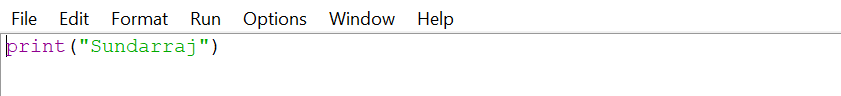 File Edit Format Run Options Window Help
print("Sundarraj")